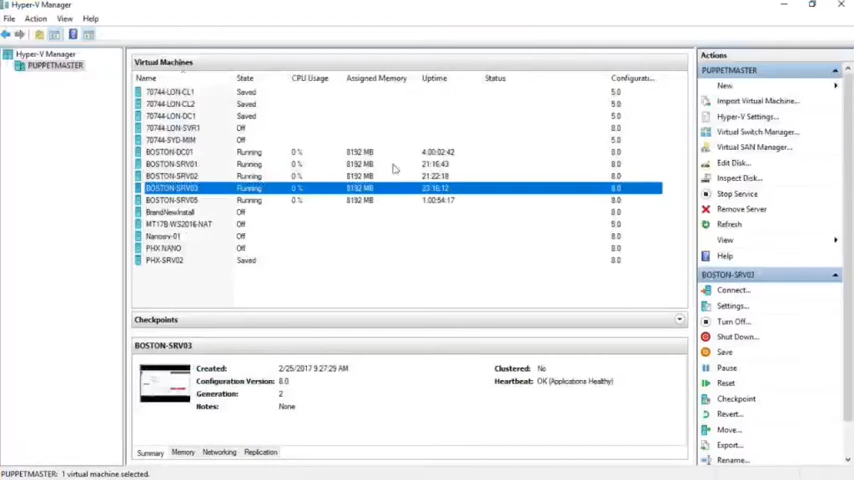 Hyper-V Manager
File Action View Help
Hyper-V Manager
PUPPETMASTER
Virtual Machines
Name State CPU Usage Assigned Memory Uptime Status Configurati...
70744-LON-CL1 Saved 5.0
70744-LON-CL2 Saved 5.0
70744-LON-DC1 Saved 5.0
70744-LON-SVR1 Off 5.0
70744-SYD-MIM Off 5.0
BOSTON-DC01 Running 0 % 8192 MB 4.00:02:42 8.0
BOSTON-SRV01 Running 0 % 8192 MB 21:16:43 8.0
BOSTON-SRV02 Running 0 % 8192 MB 21:22:18 8.0
BOSTON-SRV03 Running 0 % 8192 MB 23:16:12 8.0
BOSTON-SRV05 Running 0 % 8192 MB 1.00:54:17 8.0
BrandNewInstall Off 8.0
MT17B-WS2016-NAT Off 5.0
Nanosrv-01 Off 8.0
PHX-NANO Off 8.0
PHX-SRV02 Saved 8.0
Checkpoints
BOSTON-SRV03
Created: 2/25/2017 9:27:29 AM
Configuration Version: 8.0
Generation: 2
Notes: None
Clustered: No
Heartbeat: OK (Applications Healthy)
Summary Memory Networking Replication
Actions
PUPPETMASTER
New
Import Virtual Machine...
Hyper-V Settings...
Virtual Switch Manager...
Virtual SAN Manager...
Edit Disk...
Inspect Disk...
Stop Service
Remove Server
Refresh
View
Help
BOSTON-SRV03
Connect...
Settings...
Turn Off...
Shut Down...
Save
Pause
Reset
Checkpoint
Revert...
Move...
Export...
Rename...
PUPPETMASTER: 1 virtual machine selected.